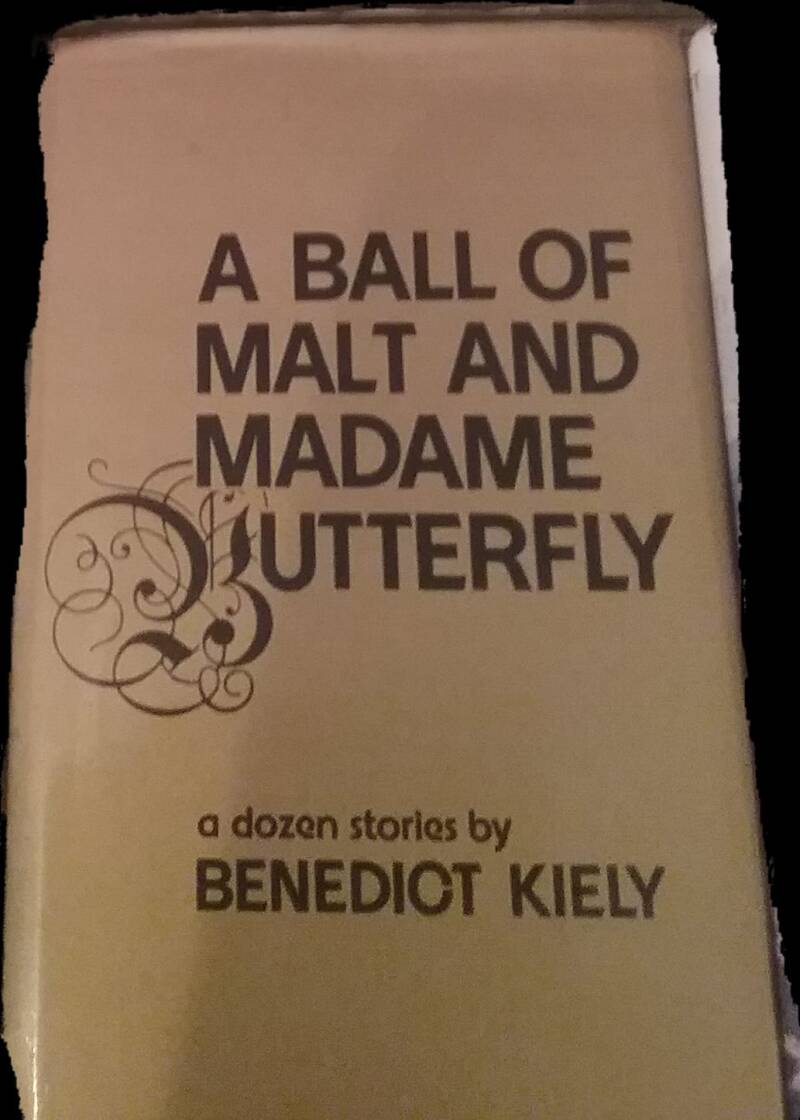 A BALL OF
MALT AND
MADAME
BUTTERFLY
a dozen stories by
BENEDICT KIELY